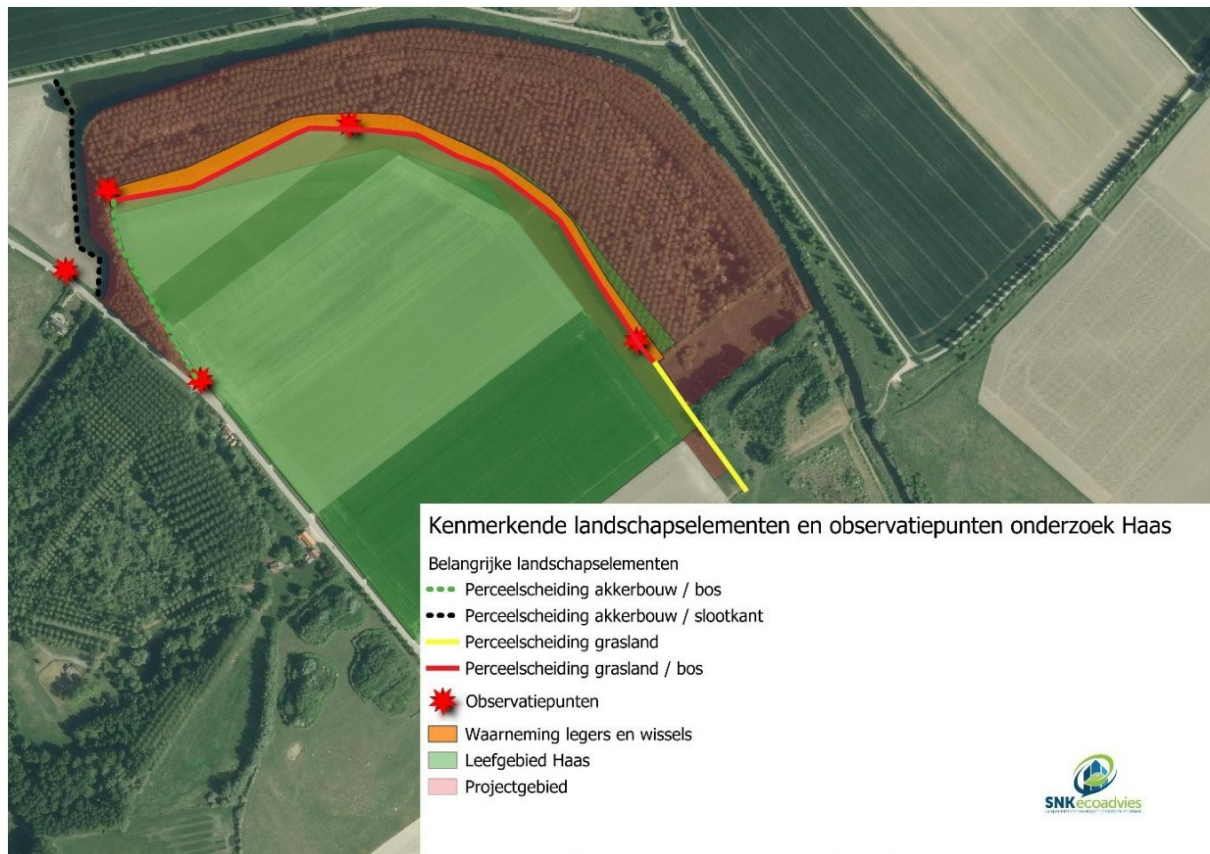 Kenmerkende landschapselementen en observatiepunten onderzoek Haas
Belangrijke landschapselementen
Perceelscheiding akkerbouw / bos
Perceelscheiding akkerbouw / slootkant
Perceelscheiding grasland
Perceelscheiding grasland / bos
Observatiepunten
Waarneming legers en wissels
Leefgebied Haas
Projectgebied
SNKecoadvies